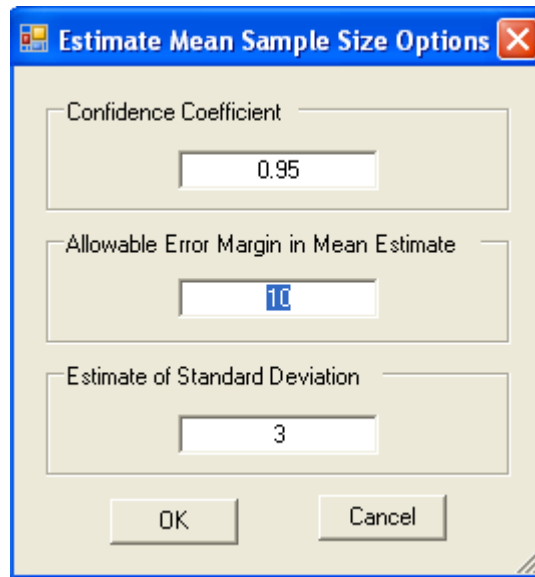 Estimate Mean Sample Size Options
Confidence Coefficient
0.95
Allowable Error Margin in Mean Estimate
10
Estimate of Standard Deviation
3
OK
Cancel